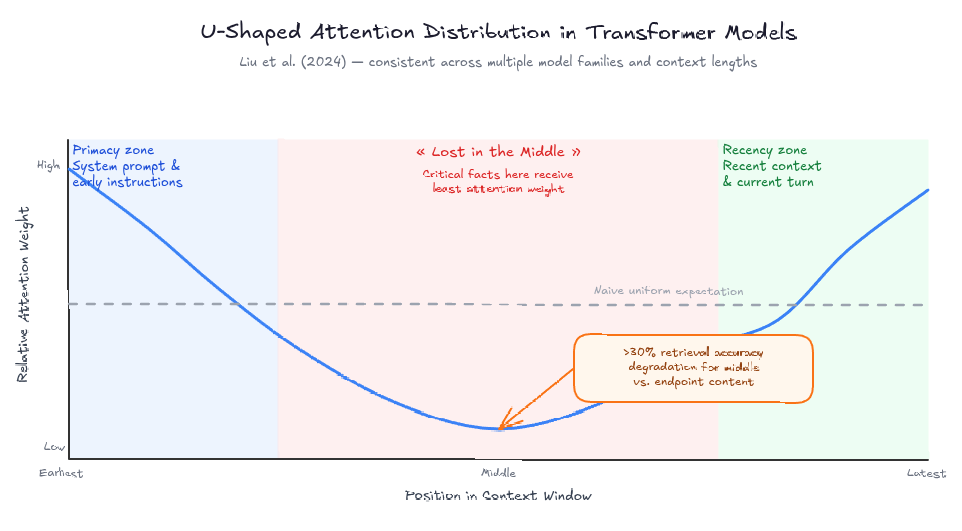 U-Shaped Attention Distribution in Transformer Models
Liu et al. (2024) — consistent across multiple model families and context lengths
High
Primacy zone
System prompt &
early instructions
« Lost in the Middle »
Critical facts here receive
least attention weight
Recency zone
Recent context
& current turn
Relative Attention Weight
Naive uniform expectation
>30% retrieval accuracy
degradation for middle
vs. endpoint content
Low
Earliest
Middle
Latest
Position in Context Window